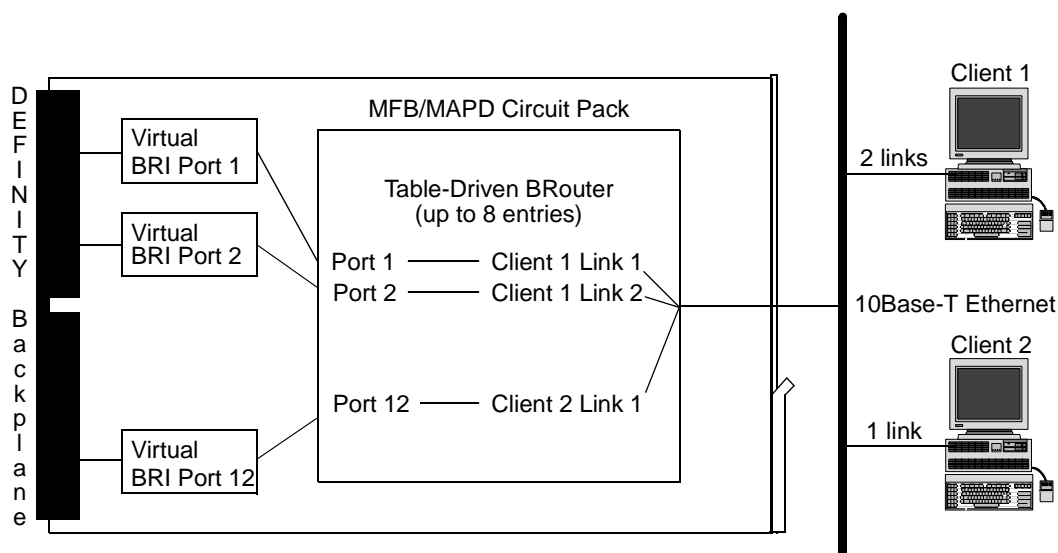 DEFINITY Backplane
MFB/MAPD Circuit Pack
Virtual
BRI Port 1
Virtual
BRI Port 2
Virtual
BRI Port 12
Table-Driven BRouter
(up to 8 entries)
Port 1 Client 1 Link 1
Port 2 Client 1 Link 2
Port 12 Client 2 Link 1
Client 1
2 links
10Base-T Ethernet
Client 2
1 link